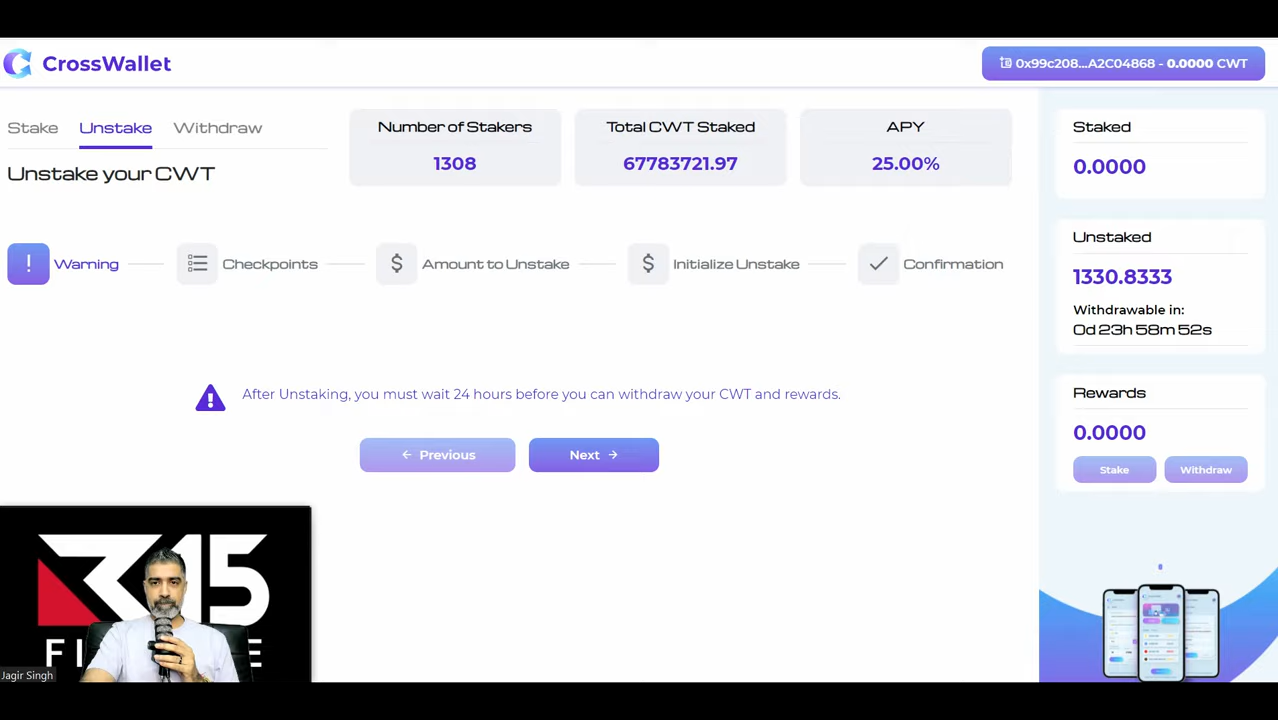 CrossWallet
0x99c208...A2C04868 - 0.0000 CWT
Stake Unstake Withdraw
Unstake your CWT
Number of Stakers
1308
Total CWT Staked
67783721.97
APY
25.00%
Staked
0.0000
Unstaked
1330.8333
Withdrawable in:
0d 23h 58m 52s
Rewards
0.0000
Stake Withdraw
! Warning
Checkpoints
$ Amount to Unstake
$ Initialize Unstake
Confirmation
After Unstaking, you must wait 24 hours before you can withdraw your CWT and rewards.
← Previous Next →
Jagir Singh